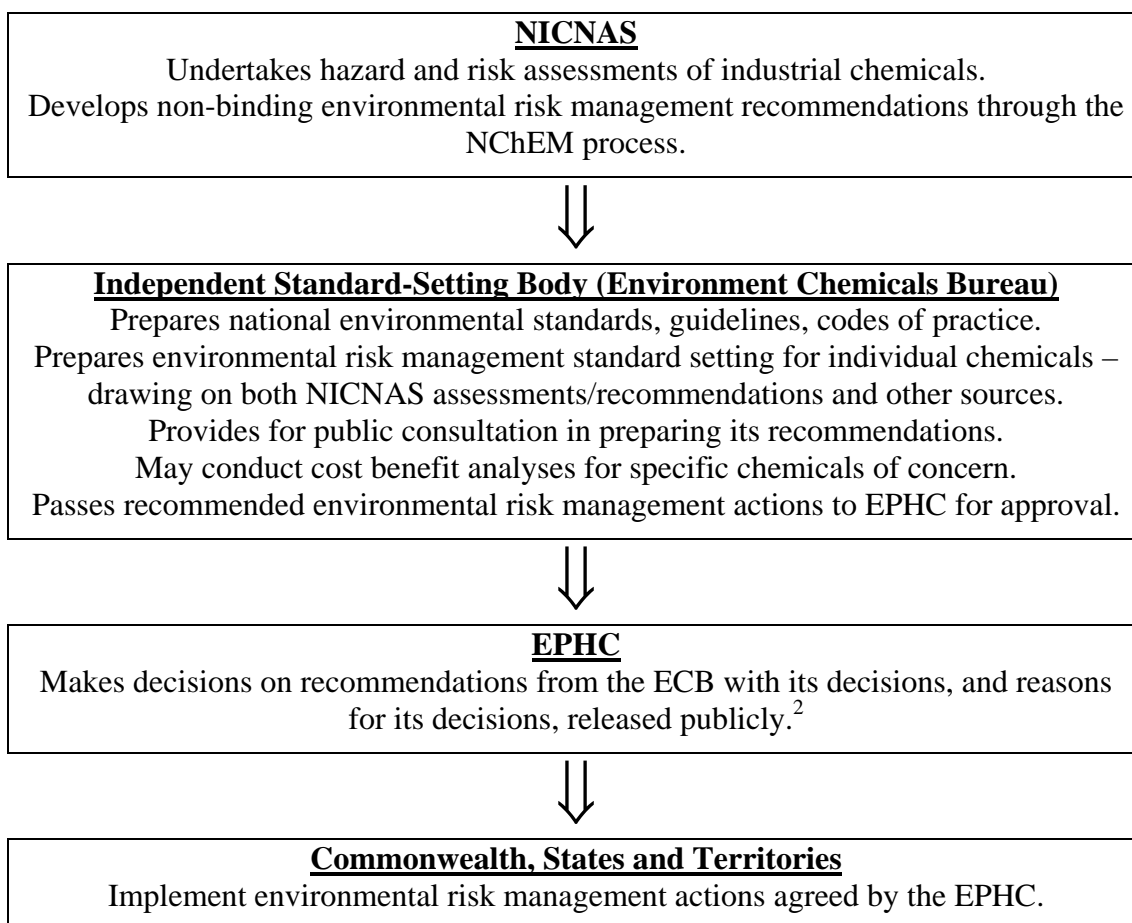 NICNAS
Undertakes hazard and risk assessments of industrial chemicals.
Develops non-binding environmental risk management recommendations through the
NChEM process.
Independent Standard-Setting Body (Environment Chemicals Bureau)
Prepares national environmental standards, guidelines, codes of practice.
Prepares environmental risk management standard setting for individual chemicals –
drawing on both NICNAS assessments/recommendations and other sources.
Provides for public consultation in preparing its recommendations.
May conduct cost benefit analyses for specific chemicals of concern.
Passes recommended environmental risk management actions to EPHC for approval.
EPHC
Makes decisions on recommendations from the ECB with its decisions, and reasons
for its decisions, released publicly.2
Commonwealth, States and Territories
Implement environmental risk management actions agreed by the EPHC.